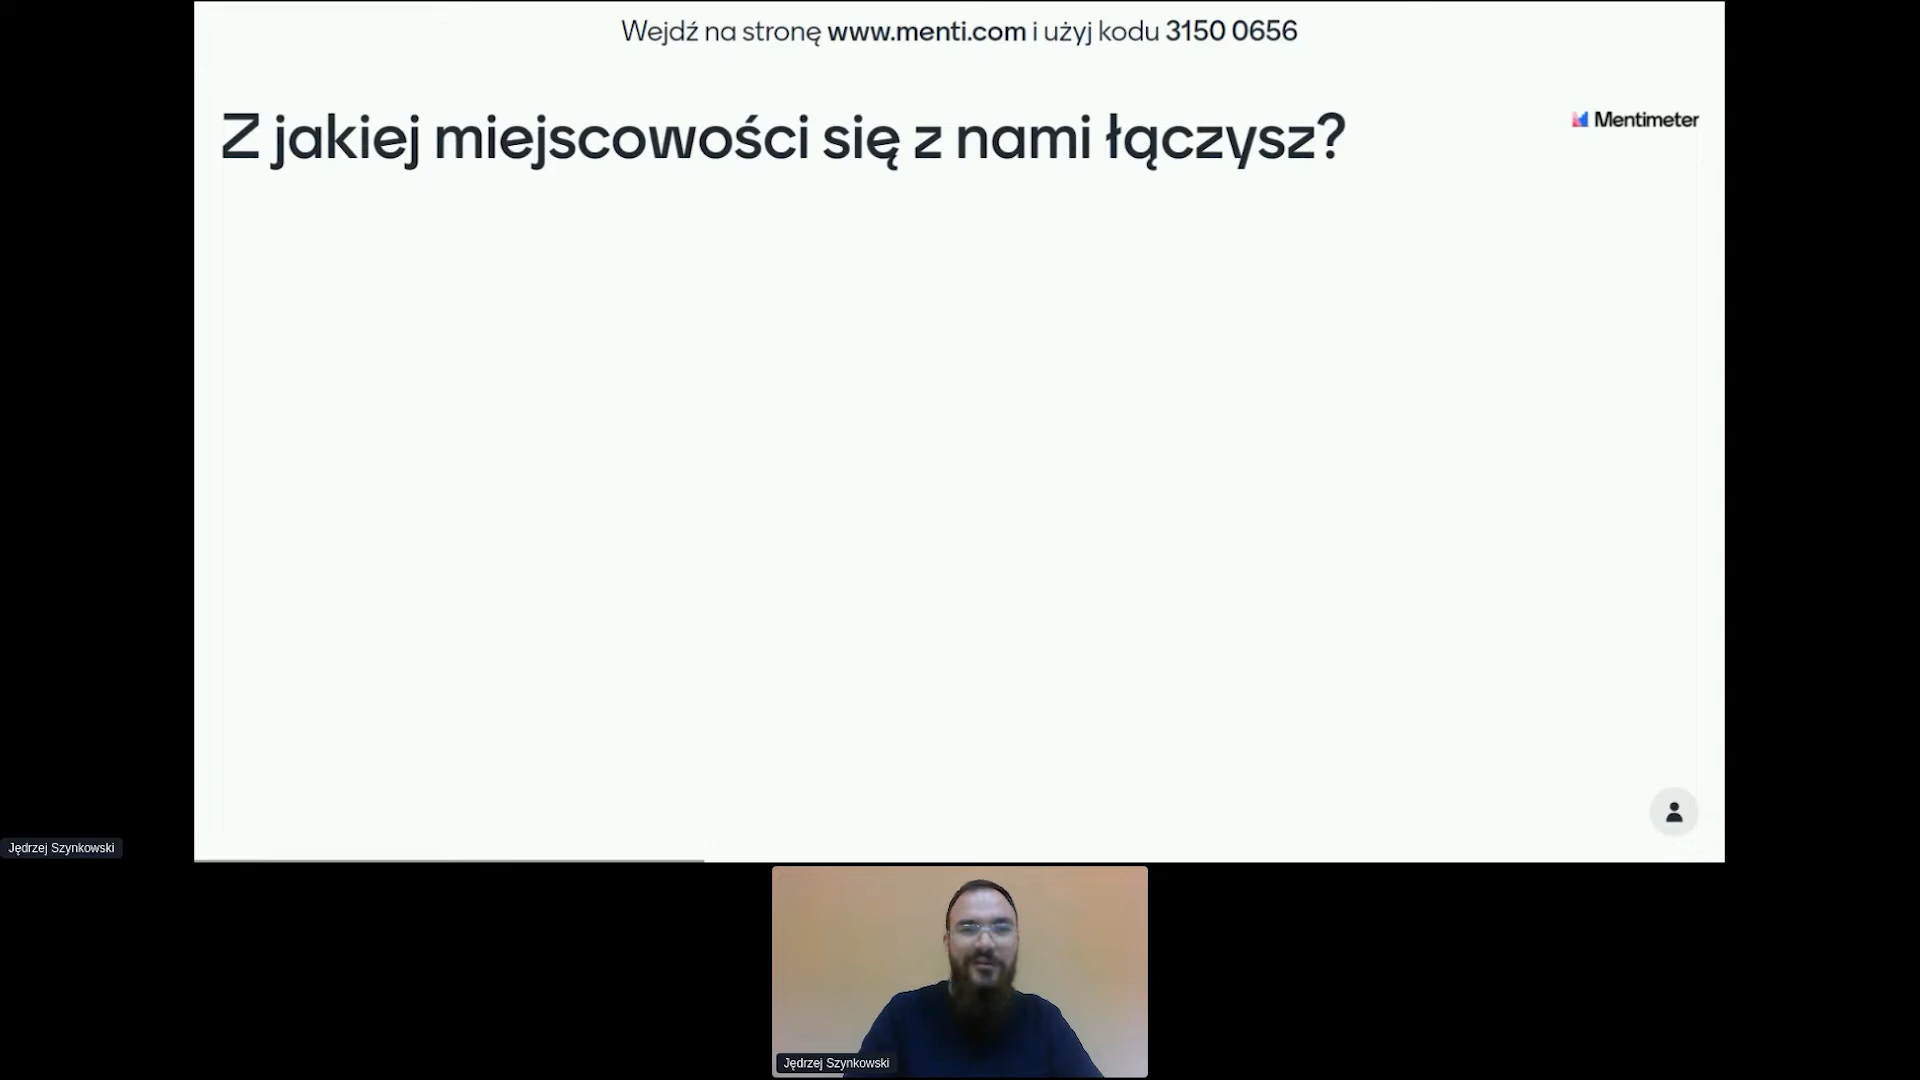 Wejdź na stronę www.menti.com i użyj kodu 3150 0656
Z jakiej miejscowości się z nami łączysz?
Mentimeter
Jędrzej Szynkowski
Jędrzej Szynkowski